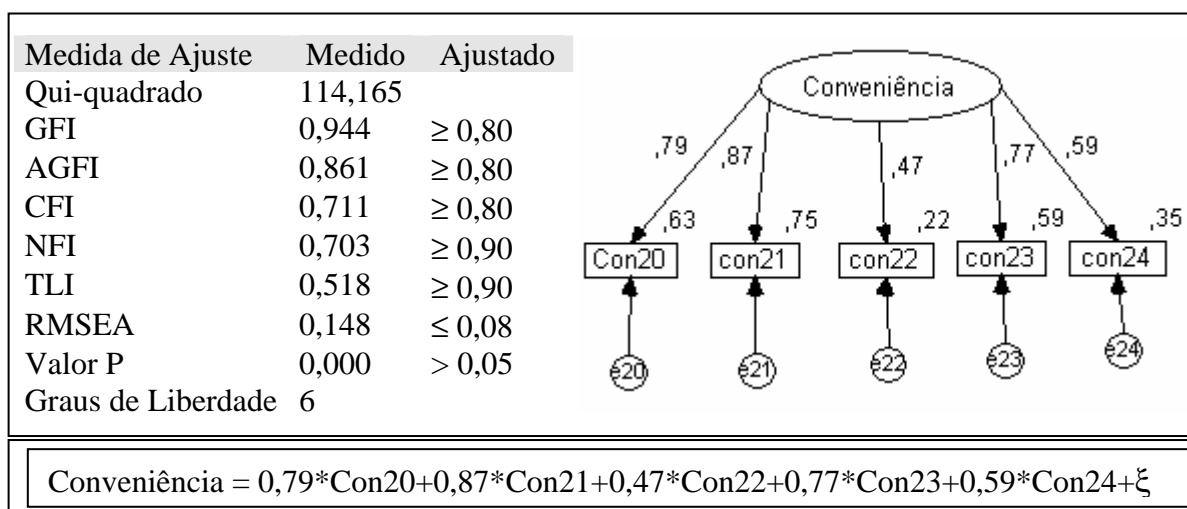 Medida de Ajuste Medido Ajustado
Qui-quadrado 114,165
GFI 0,944 ≥ 0,80
AGFI 0,861 ≥ 0,80
CFI 0,711 ≥ 0,80
NFI 0,703 ≥ 0,90
TLI 0,518 ≥ 0,90
RMSEA 0,148 ≤ 0,08
Valor P 0,000 > 0,05
Graus de Liberdade 6
Conveniência
,79 ,87 ,47 ,77 ,59
,63 ,75 ,22 ,59 ,35
Con20 con21 con22 con23 con24
e20 e21 e22 e23 e24
Conveniência = 0,79*Con20+0,87*Con21+0,47*Con22+0,77*Con23+0,59*Con24+ξ